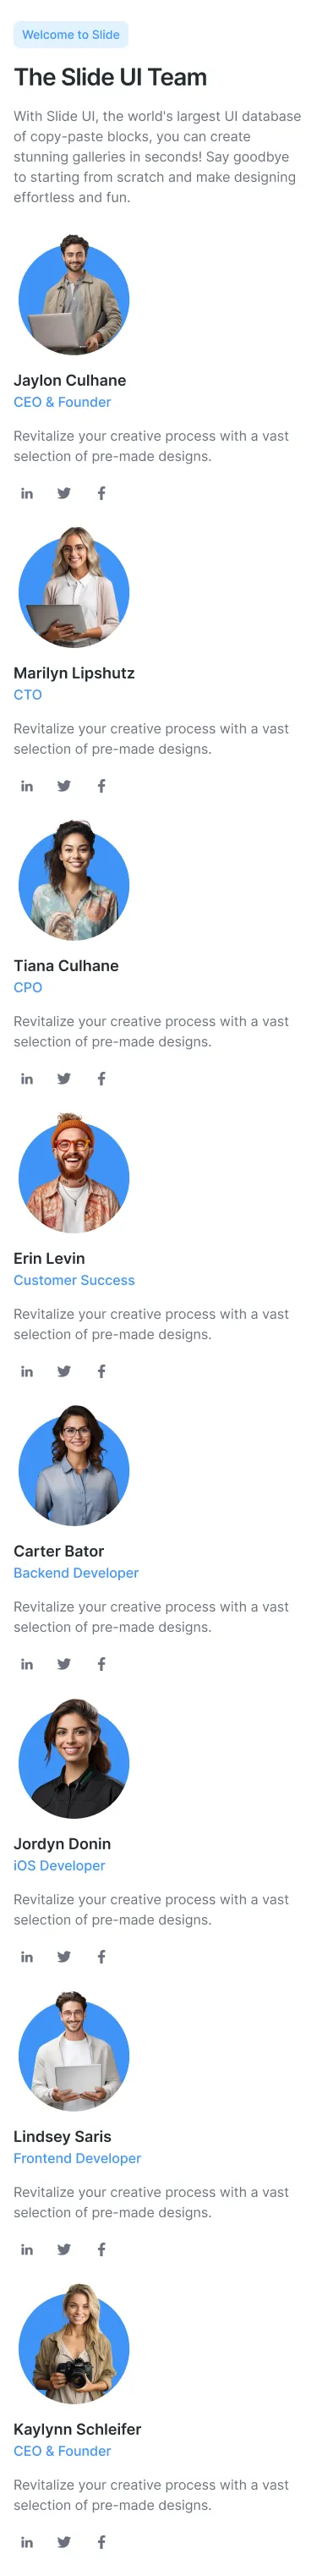 Welcome to Slide
The Slide UI Team
With Slide UI, the world's largest UI database
of copy-paste blocks, you can create
stunning galleries in seconds! Say goodbye
to starting from scratch and make designing
effortless and fun.
Jaylon Culhane
CEO & Founder
Revitalize your creative process with a vast
selection of pre-made designs.
Marilyn Lipshutz
CTO
Revitalize your creative process with a vast
selection of pre-made designs.
Tiana Culhane
CPO
Revitalize your creative process with a vast
selection of pre-made designs.
Erin Levin
Customer Success
Revitalize your creative process with a vast
selection of pre-made designs.
Carter Bator
Backend Developer
Revitalize your creative process with a vast
selection of pre-made designs.
Jordyn Donin
iOS Developer
Revitalize your creative process with a vast
selection of pre-made designs.
Lindsey Saris
Frontend Developer
Revitalize your creative process with a vast
selection of pre-made designs.
Kaylynn Schleifer
CEO & Founder
Revitalize your creative process with a vast
selection of pre-made designs.